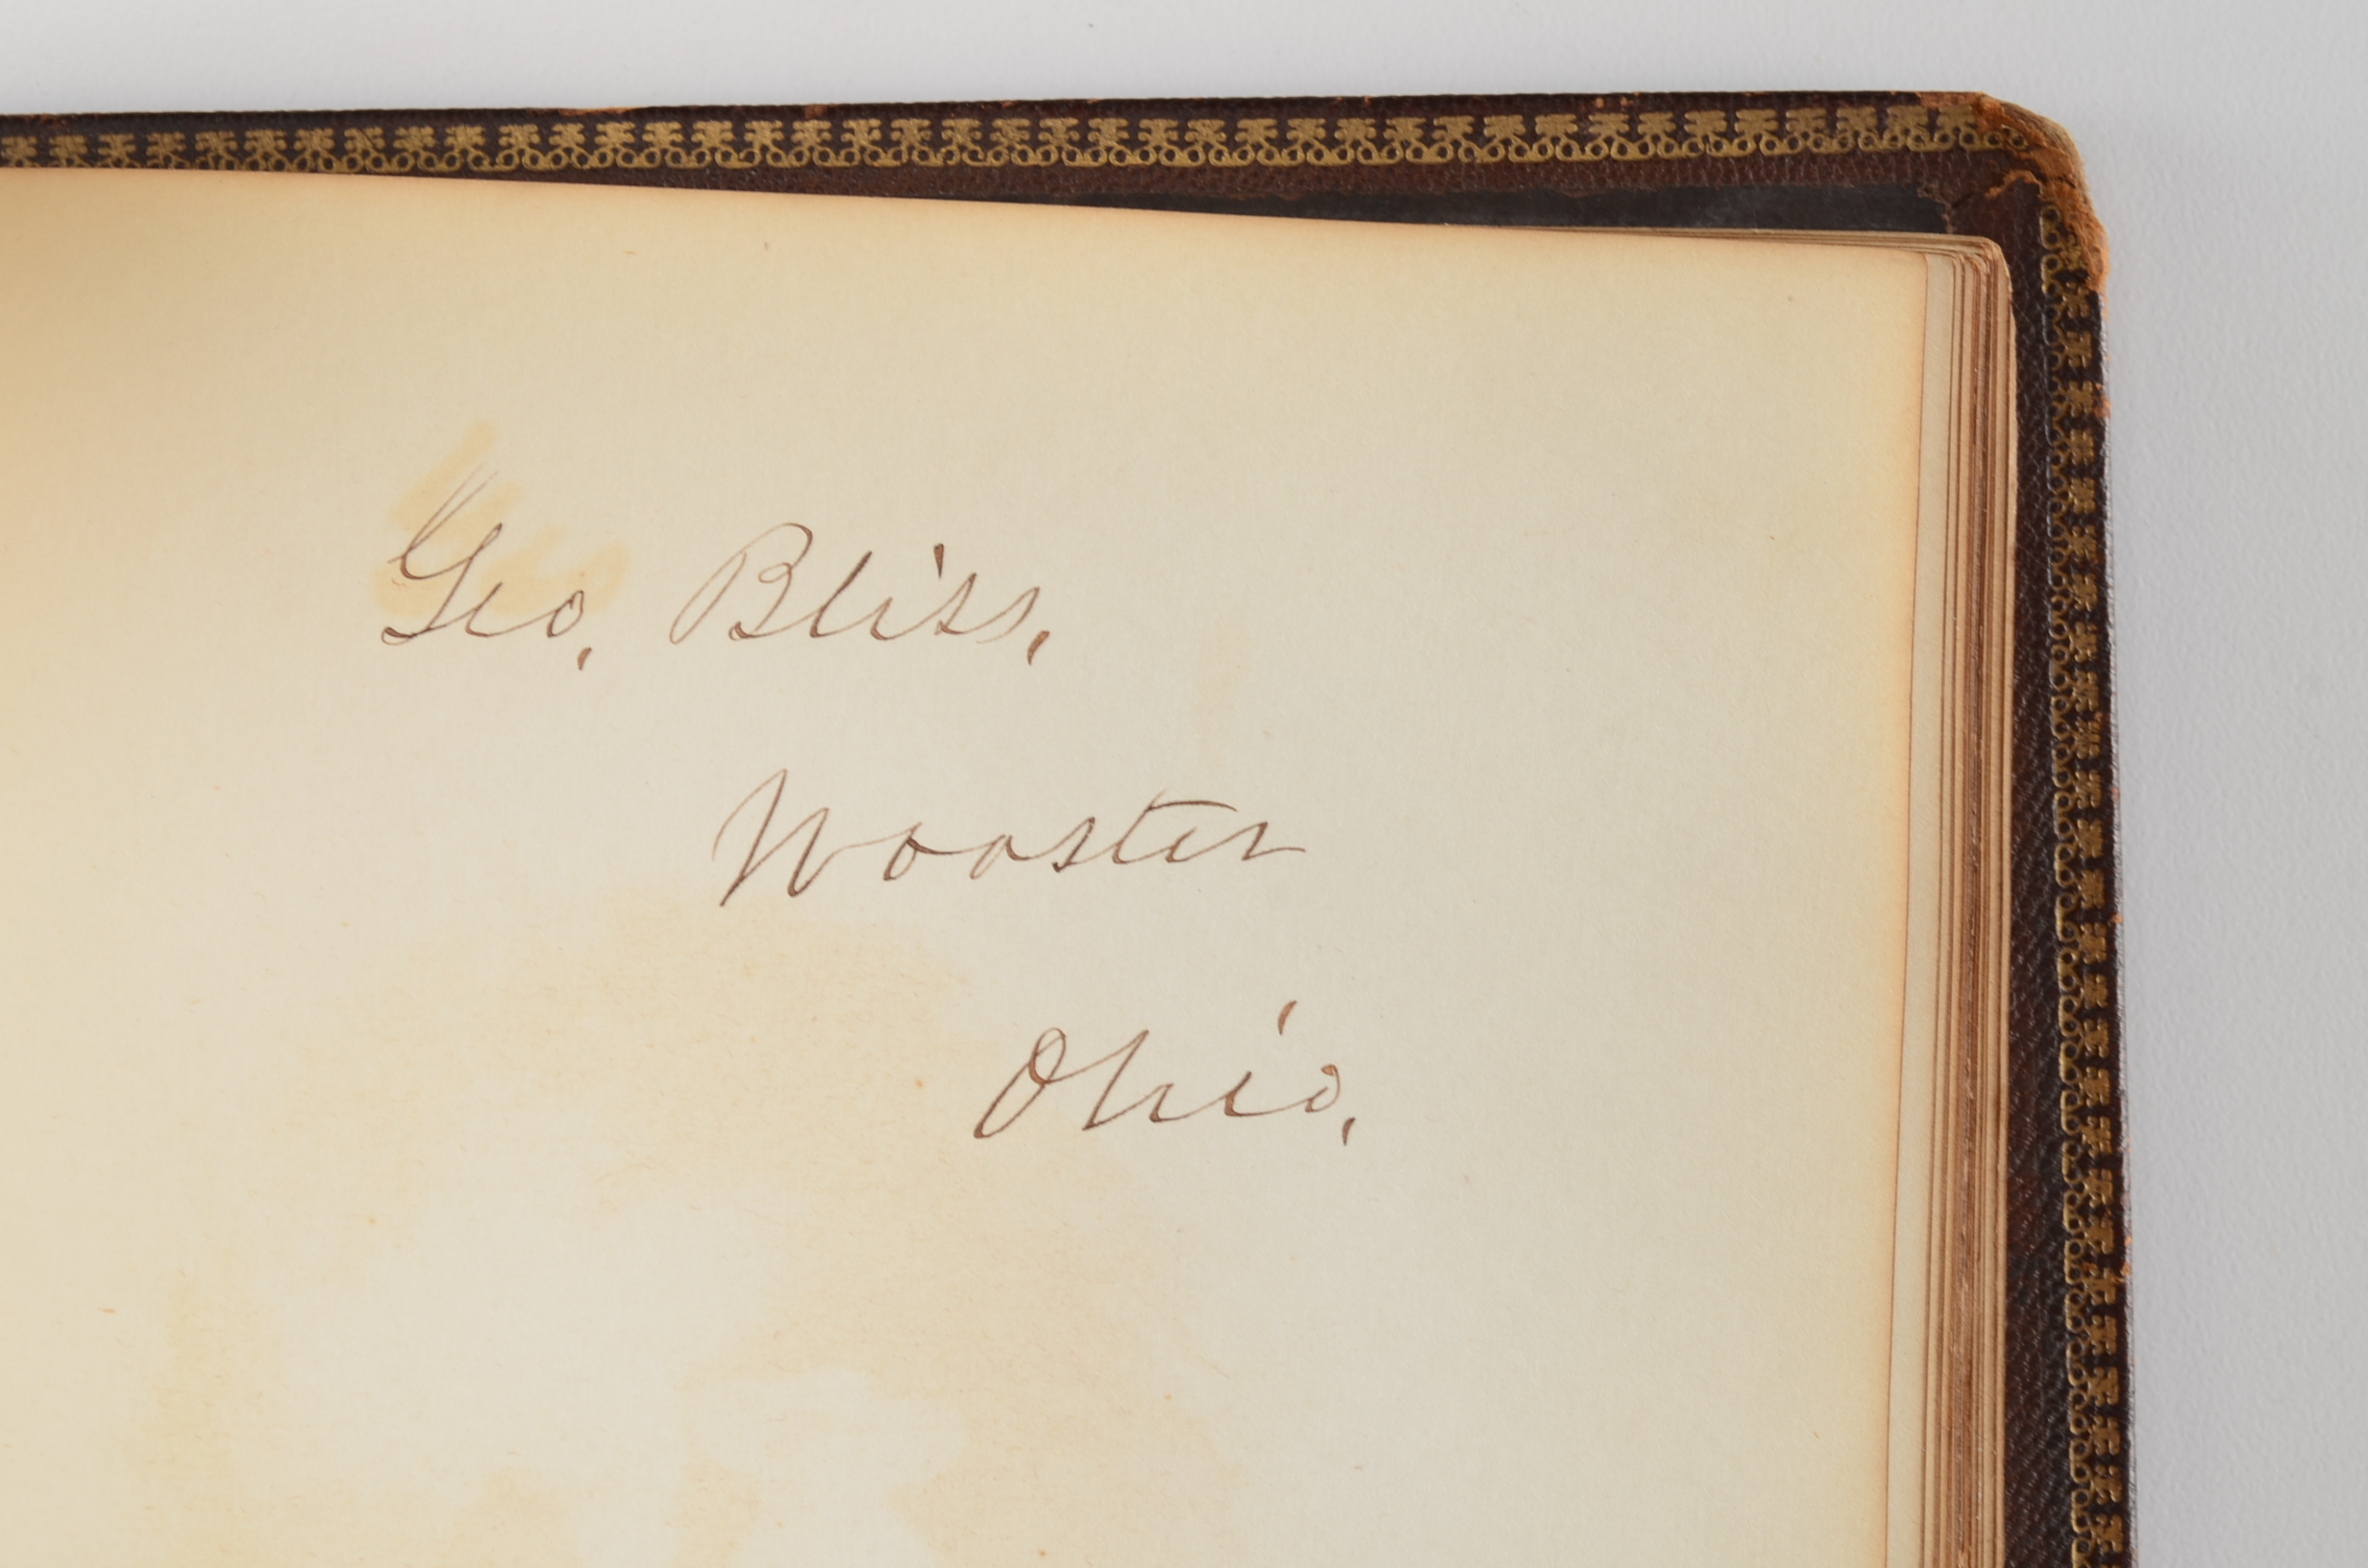 Geo. Bliss,
Wooster
Ohio.